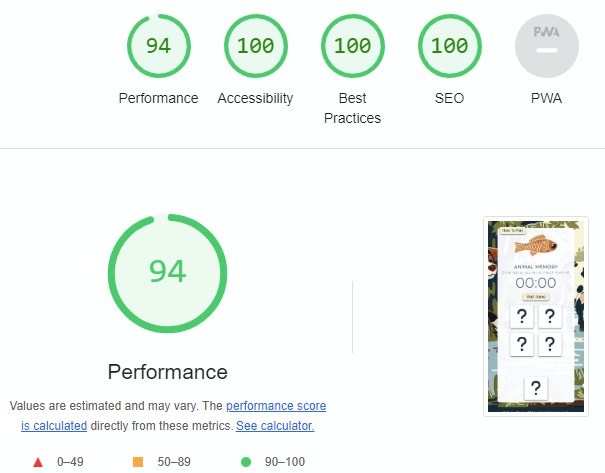 94
100
100
100
PWA
Performance
Accessibility
Best
Practices
SEO
PWA
94
Performance
Values are estimated and may vary. The performance score
is calculated directly from these metrics. See calculator.
0–49
50–89
90–100
How To Play
ANIMAL MEMORY
00:00
Start Game
? ?
? ?
?